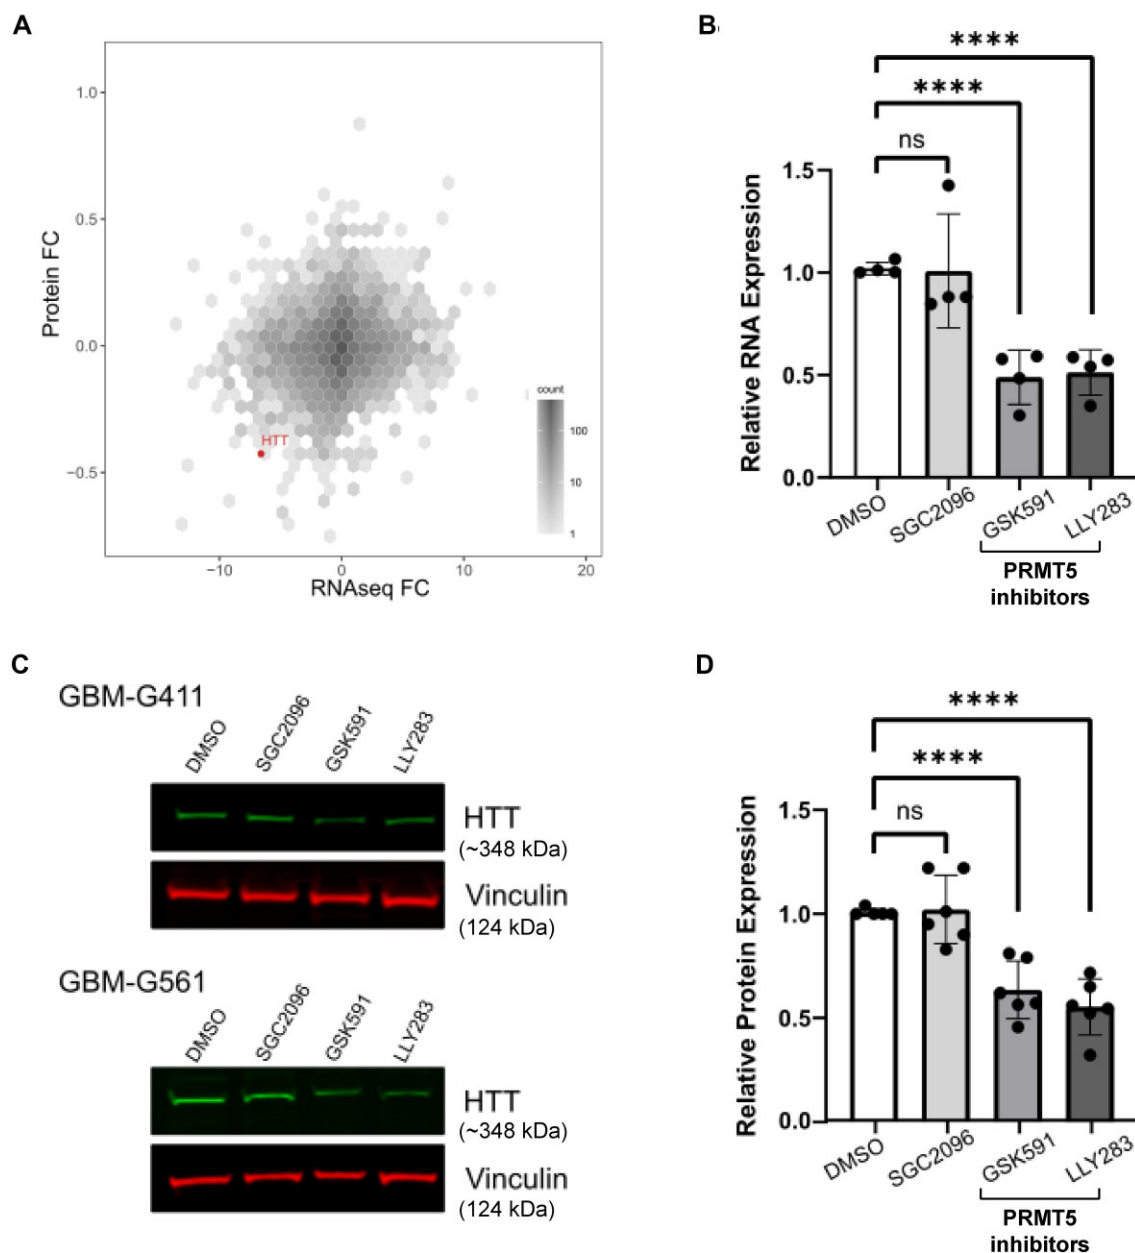 A
1.0
0.5
0.0
−0.5
Protein FC
HTT
count
100
10
1
−10
0
10
20
RNAseq FC
B
****
****
ns
1.5
1.0
0.5
0.0
Relative RNA Expression
DMSO
SGC2096
GSK591
LLY283
PRMT5
inhibitors
C
GBM-G411
DMSO
SGC2096
GSK591
LLY283
HTT
(~348 kDa)
Vinculin
(124 kDa)
GBM-G561
DMSO
SGC2096
GSK591
LLY283
HTT
(~348 kDa)
Vinculin
(124 kDa)
D
****
****
ns
1.5
1.0
0.5
0.0
Relative Protein Expression
DMSO
SGC2096
GSK591
LLY283
PRMT5
inhibitors